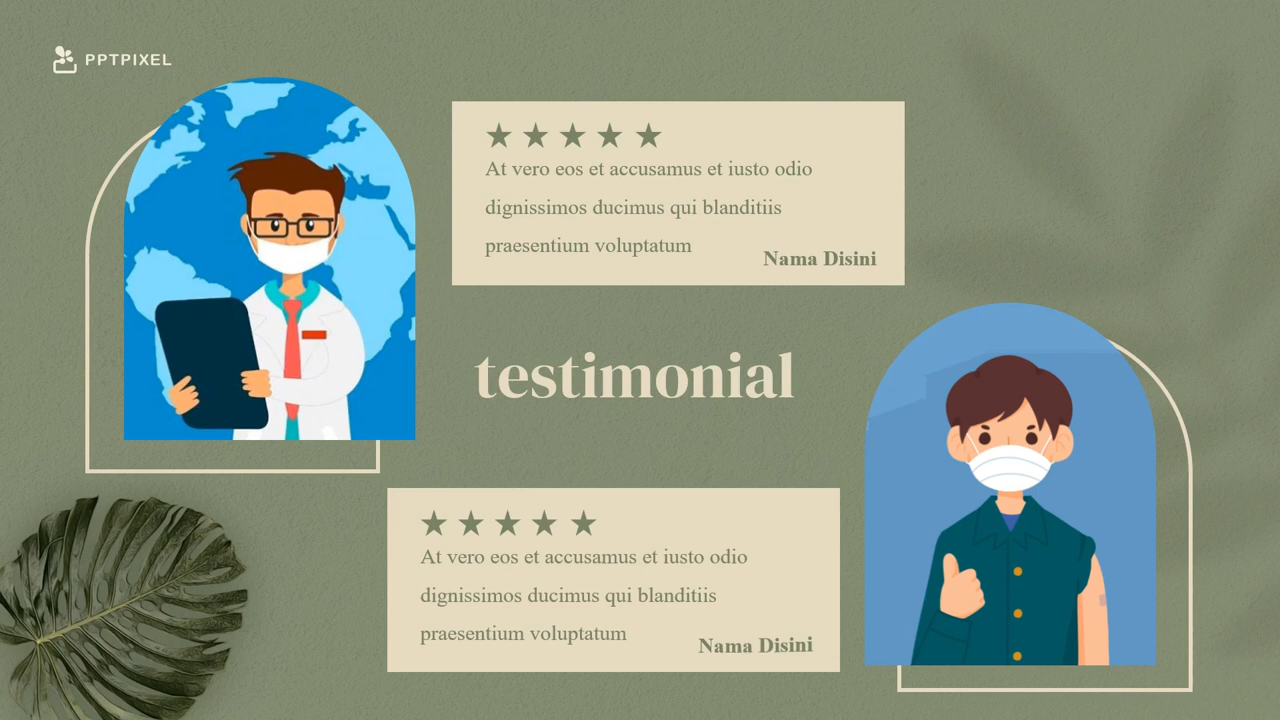 PPTPIXEL
At vero eos et accusamus et iusto odio
dignissimos ducimus qui blanditiis
praesentium voluptatum
Nama Disini
testimonial
At vero eos et accusamus et iusto odio
dignissimos ducimus qui blanditiis
praesentium voluptatum
Nama Disini